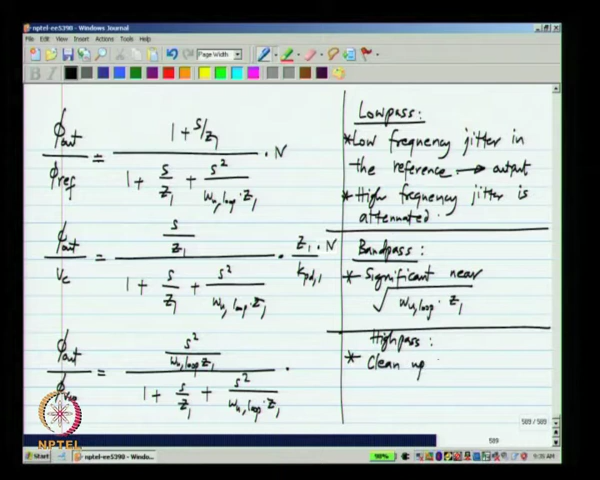 nptel-ee5390 - Windows Journal
File Edit View Insert Actions Tools Help
Page Width
B I
ϕout/ϕref = (1 + s/z1) / (1 + s/z1 + s²/(ωu,loop·z1)) · N
ϕout/Vc = (s/z1) / (1 + s/z1 + s²/(ωu,loop·z1)) · z1·N/Kpd,1
ϕout/ϕvco = (s²/(ωu,loop z1)) / (1 + s/z1 + s²/(ωu,loop·z1)) ·
Lowpass:
*Low frequency jitter in
the reference → output
* High frequency jitter is
attenuated.
Bandpass:
* Significant near
√(ωu,loop · z1)
Highpass:
* Clean up
NPTEL
589 / 589
589
Start
nptel-ee5390 - Windo...
98%
9:35 AM